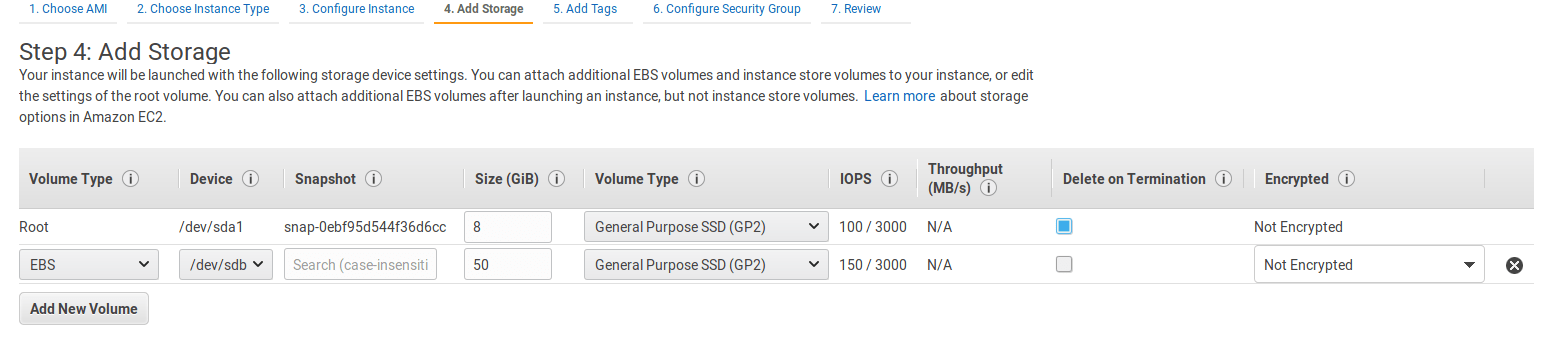 1. Choose AMI 2. Choose Instance Type 3. Configure Instance 4. Add Storage 5. Add Tags 6. Configure Security Group 7. Review
Step 4: Add Storage
Your instance will be launched with the following storage device settings. You can attach additional EBS volumes and instance store volumes to your instance, or edit
the settings of the root volume. You can also attach additional EBS volumes after launching an instance, but not instance store volumes. Learn more about storage
options in Amazon EC2.
Volume Type i Device i Snapshot i Size (GiB) i Volume Type i IOPS i Throughput (MB/s) i Delete on Termination i Encrypted i
Root /dev/sda1 snap-0ebf95d544f36d6cc 8 General Purpose SSD (GP2) 100 / 3000 N/A Not Encrypted
EBS /dev/sdb Search (case-insensiti 50 General Purpose SSD (GP2) 150 / 3000 N/A Not Encrypted
Add New Volume